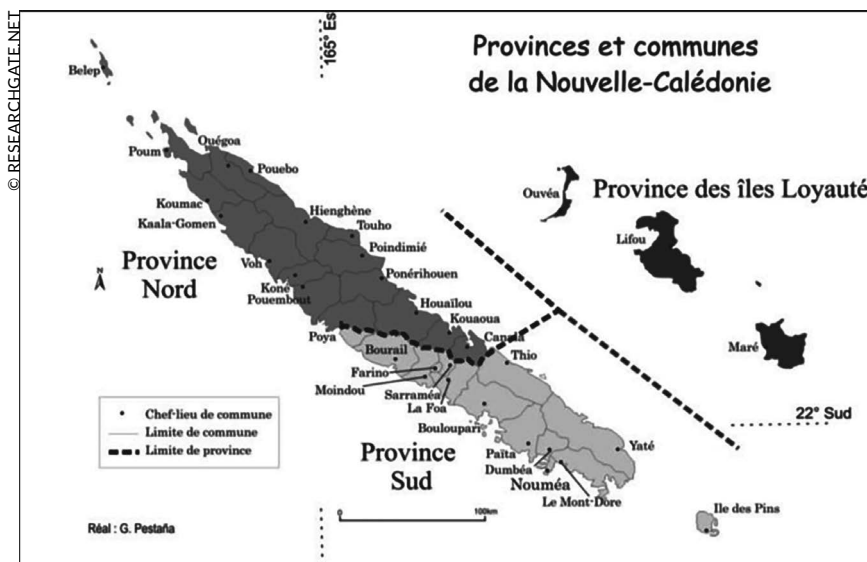 © RESEARCHGATE.NET
165° Es
Provinces et communes
de la Nouvelle-Calédonie
Belep
Ouégoa
Poum
Pouebo
Ouvéa
Province des îles Loyauté
Koumac
Kaala-Gomen
Hienghène
Touho
Lifou
Poindimié
Province
Nord
N
Voh
Ponérihouen
Koné
Pouembout
Houaïlou
Kouaoua
Poya
Canala
Maré
Bourail
Thio
Farino
Moindou
Sarraméa
La Foa
Chef-lieu de commune
Limite de commune
Limite de province
22° Sud
Bouloupari
Province
Sud
Païta
Yaté
Dumbéa
Nouméa
Le Mont-Dore
Ile des Pins
0
100km
Réal : G. Pestaña